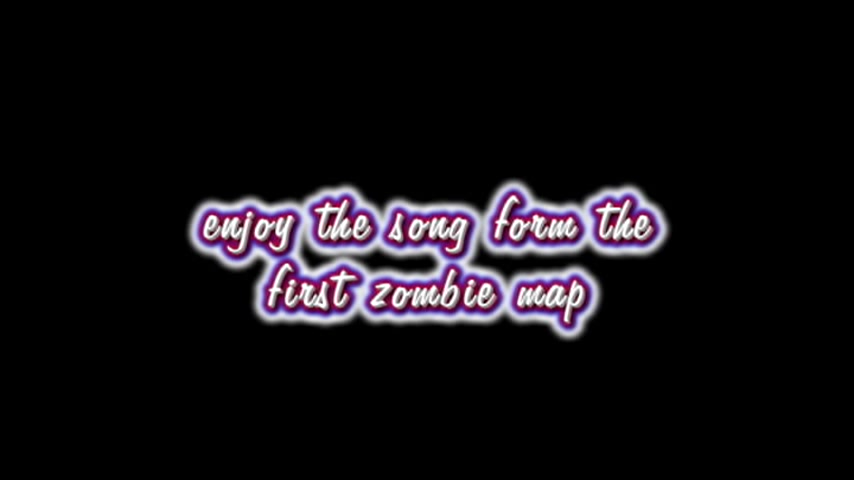 enjoy the song form the
first zombie map